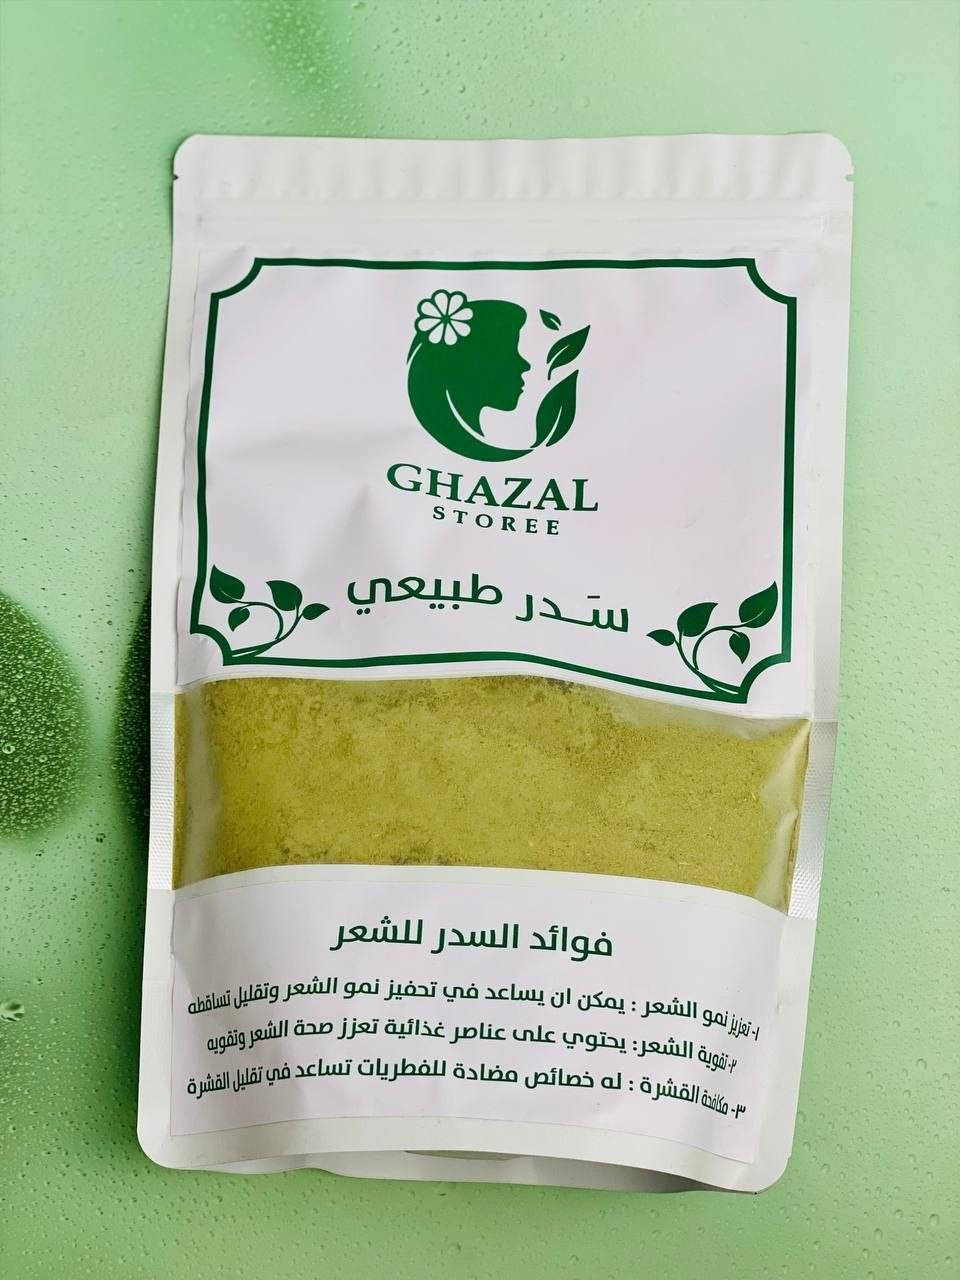 GHAZAL
STOREE
سَـدر طبيعي
فوائد السدر للشعر
١- تعزيز نمو الشعر : يمكن ان يساعد في تحفيز نمو الشعر وتقليل تساقطه
٢- تقوية الشعر: يحتوي على عناصر غذائية تعزز صحة الشعر وتقويه
٣- مكافحة القشرة : له خصائص مضادة للفطريات تساعد في تقليل القشرة